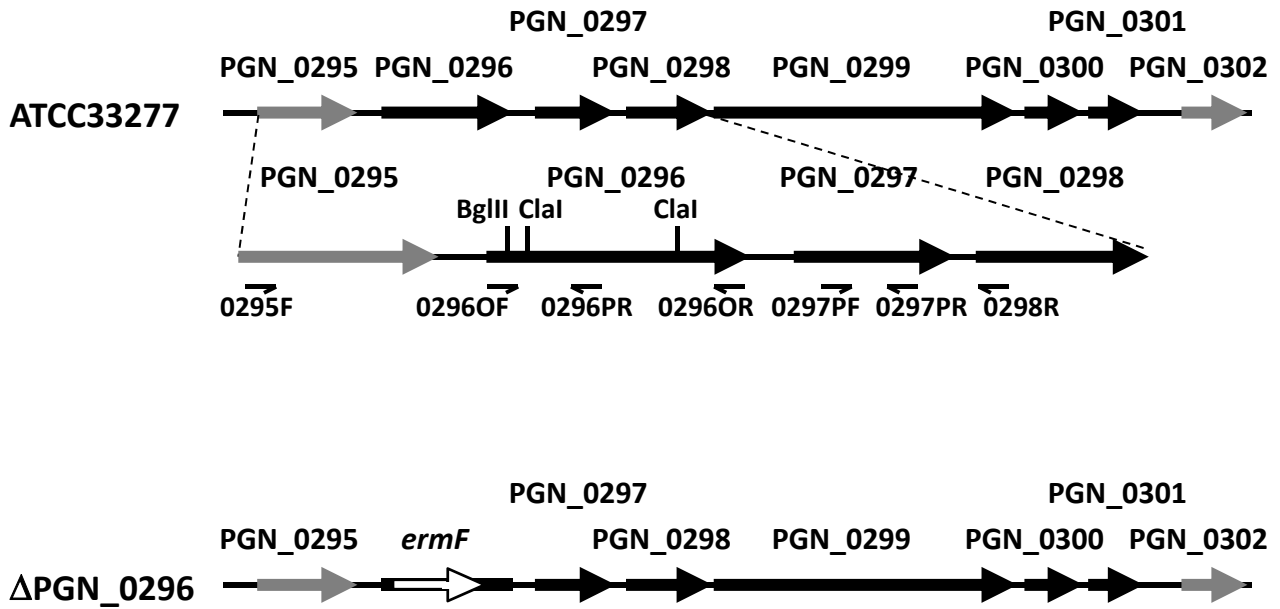 PGN_0297 PGN_0301
PGN_0295 PGN_0296 PGN_0298 PGN_0299 PGN_0300 PGN_0302
ATCC33277
PGN_0295 PGN_0296 PGN_0297 PGN_0298
BglII ClaI ClaI
0295F 0296OF 0296PR 0296OR 0297PF 0297PR 0298R
PGN_0297 PGN_0301
PGN_0295 ermF PGN_0298 PGN_0299 PGN_0300 PGN_0302
ΔPGN_0296